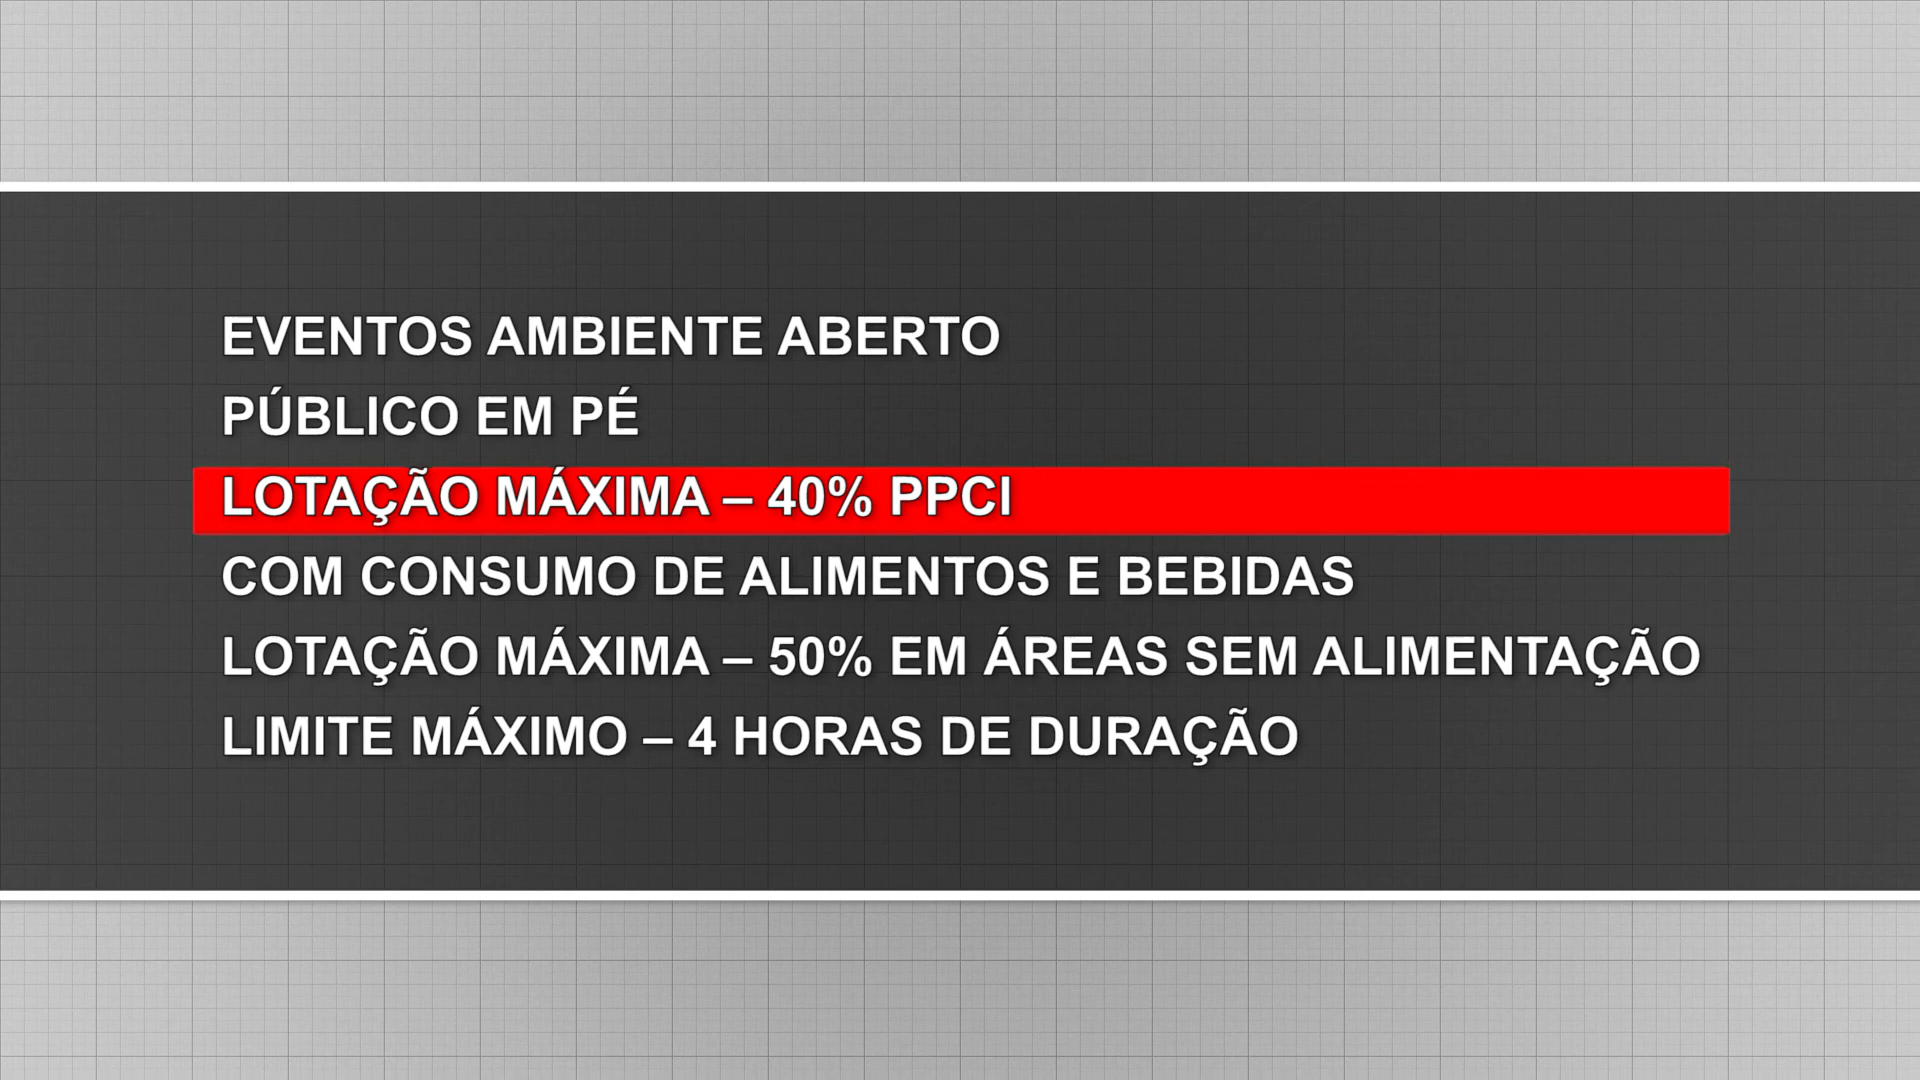 EVENTOS AMBIENTE ABERTO
PÚBLICO EM PÉ
LOTAÇÃO MÁXIMA – 40% PPCI
COM CONSUMO DE ALIMENTOS E BEBIDAS
LOTAÇÃO MÁXIMA – 50% EM ÁREAS SEM ALIMENTAÇÃO
LIMITE MÁXIMO – 4 HORAS DE DURAÇÃO